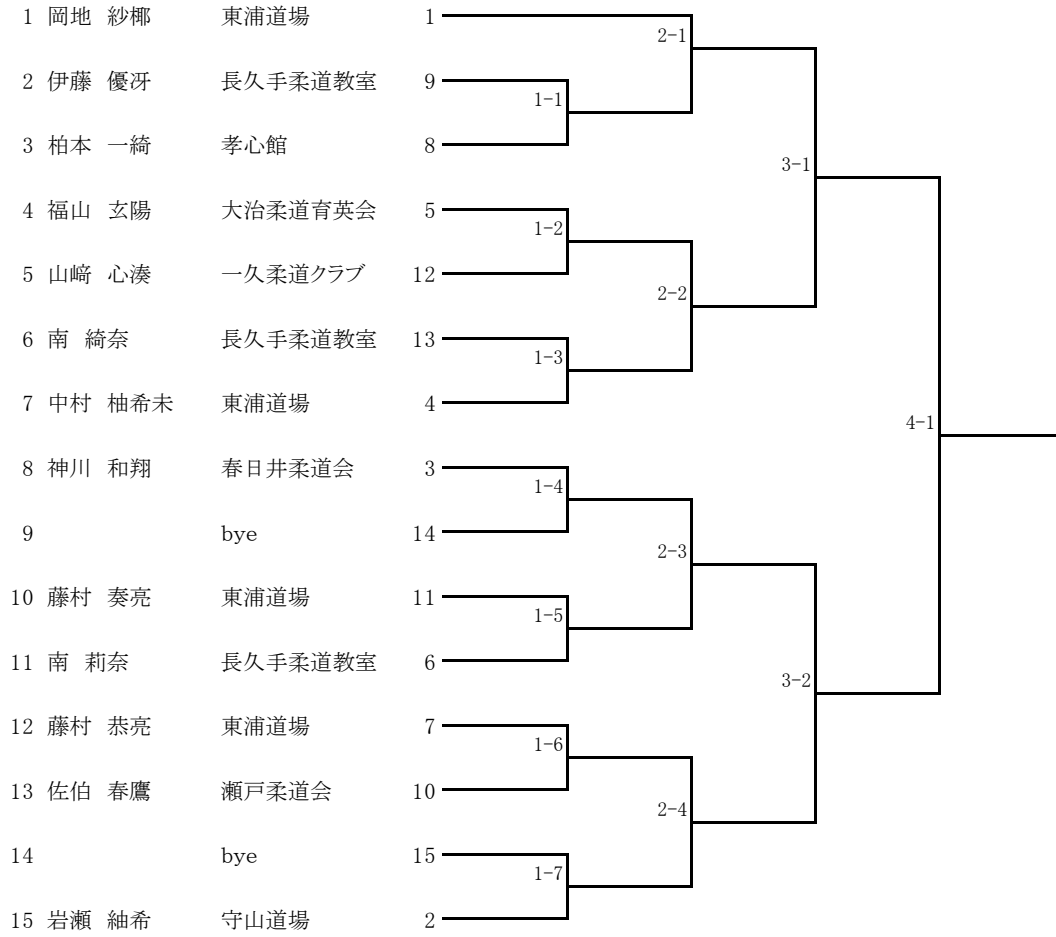 1 岡地 紗椰 東浦道場 1
2-1
2 伊藤 優冴 長久手柔道教室 9
1-1
3 柏本 一綺 孝心館 8
3-1
4 福山 玄陽 大治柔道育英会 5
1-2
5 山﨑 心湊 一久柔道クラブ 12
2-2
6 南 綺奈 長久手柔道教室 13
1-3
7 中村 柚希未 東浦道場 4
4-1
8 神川 和翔 春日井柔道会 3
1-4
9 bye 14
2-3
10 藤村 奏亮 東浦道場 11
1-5
11 南 莉奈 長久手柔道教室 6
3-2
12 藤村 恭亮 東浦道場 7
1-6
13 佐伯 春鷹 瀬戸柔道会 10
2-4
14 bye 15
1-7
15 岩瀬 紬希 守山道場 2